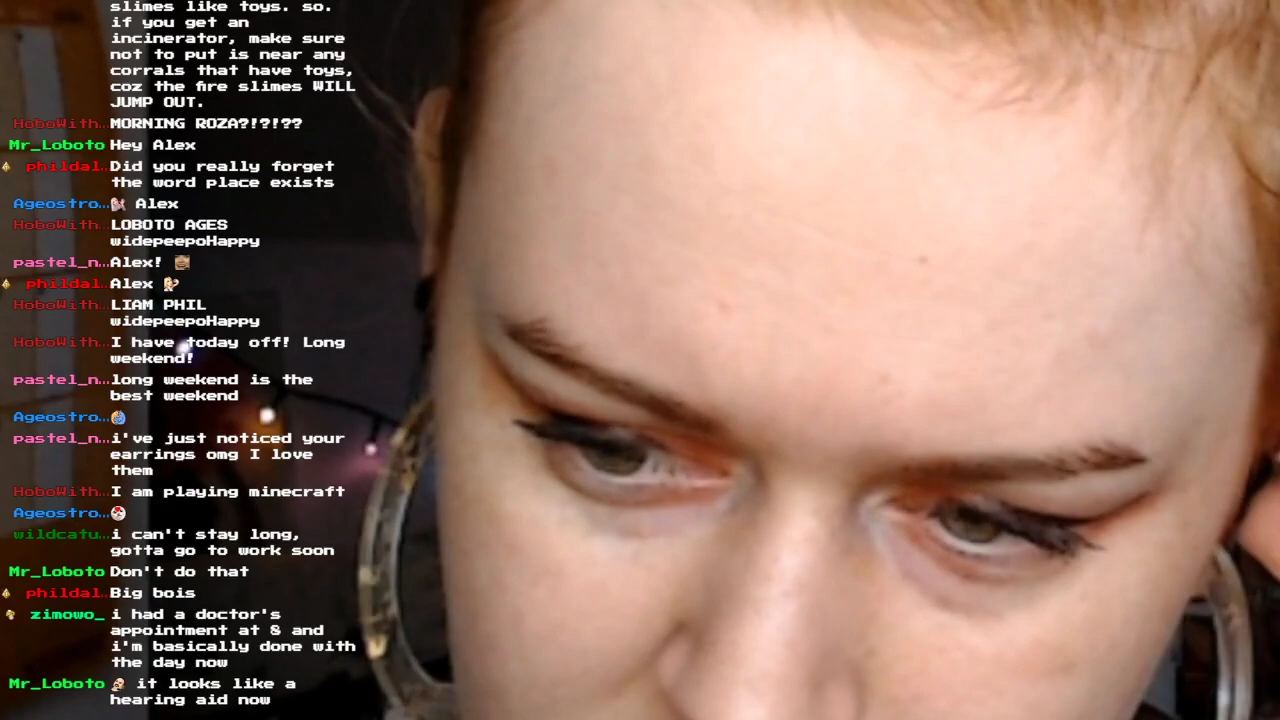 slimes like toys. so.
if you get an
incinerator, make sure
not to put is near any
corrals that have toys,
coz the fire slimes WILL
JUMP OUT.
HoboWith… MORNING ROZA?!?!??
Mr_Loboto Hey Alex
phildal… Did you really forget
the word place exists
Ageostro… Alex
HoboWith… LOBOTO AGES
widepeepoHappy
pastel_n… Alex!
phildal… Alex
HoboWith… LIAM PHIL
widepeepoHappy
HoboWith… I have today off! Long
weekend!
pastel_n… long weekend is the
best weekend
Ageostro…
pastel_n… i've just noticed your
earrings omg I love
them
HoboWith… I am playing minecraft
Ageostro…
wildcatu… i can't stay long,
gotta go to work soon
Mr_Loboto Don't do that
phildal… Big bois
zimowo_ i had a doctor's
appointment at 8 and
i'm basically done with
the day now
Mr_Loboto it looks like a
hearing aid now